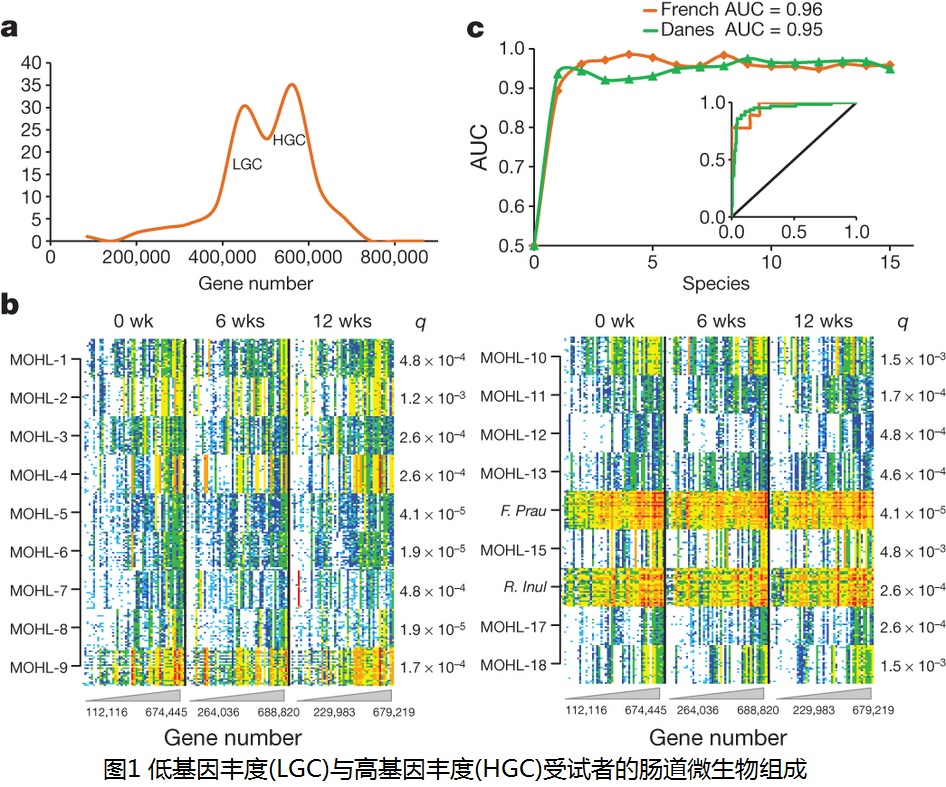 a
40
35
30
25
20
15
10
5
0
LGC
HGC
0 200,000 400,000 600,000 800,000
Gene number
c
French AUC = 0.96
Danes AUC = 0.95
AUC
1.0
0.9
0.8
0.7
0.6
0.5
0 5 10 15
Species
1.0
0.5
0.0
0.0 0.5 1.0
b
0 wk 6 wks 12 wks q
MOHL-1 4.8 × 10⁻⁴
MOHL-2 1.2 × 10⁻³
MOHL-3 2.6 × 10⁻⁴
MOHL-4 2.6 × 10⁻⁴
MOHL-5 4.1 × 10⁻⁵
MOHL-6 1.9 × 10⁻⁵
MOHL-7 4.8 × 10⁻⁴
MOHL-8 1.9 × 10⁻⁵
MOHL-9 1.7 × 10⁻⁴
112,116 674,445 264,036 688,820 229,983 679,219
Gene number
0 wk 6 wks 12 wks q
MOHL-10 1.5 × 10⁻³
MOHL-11 1.7 × 10⁻⁴
MOHL-12 4.8 × 10⁻⁴
MOHL-13 4.6 × 10⁻⁴
F. Prau 4.1 × 10⁻⁵
MOHL-15 4.8 × 10⁻³
R. Inul 2.6 × 10⁻⁴
MOHL-17 2.6 × 10⁻⁴
MOHL-18 1.5 × 10⁻³
112,116 674,445 264,036 688,820 229,983 679,219
Gene number
图1 低基因丰度(LGC)与高基因丰度(HGC)受试者的肠道微生物组成